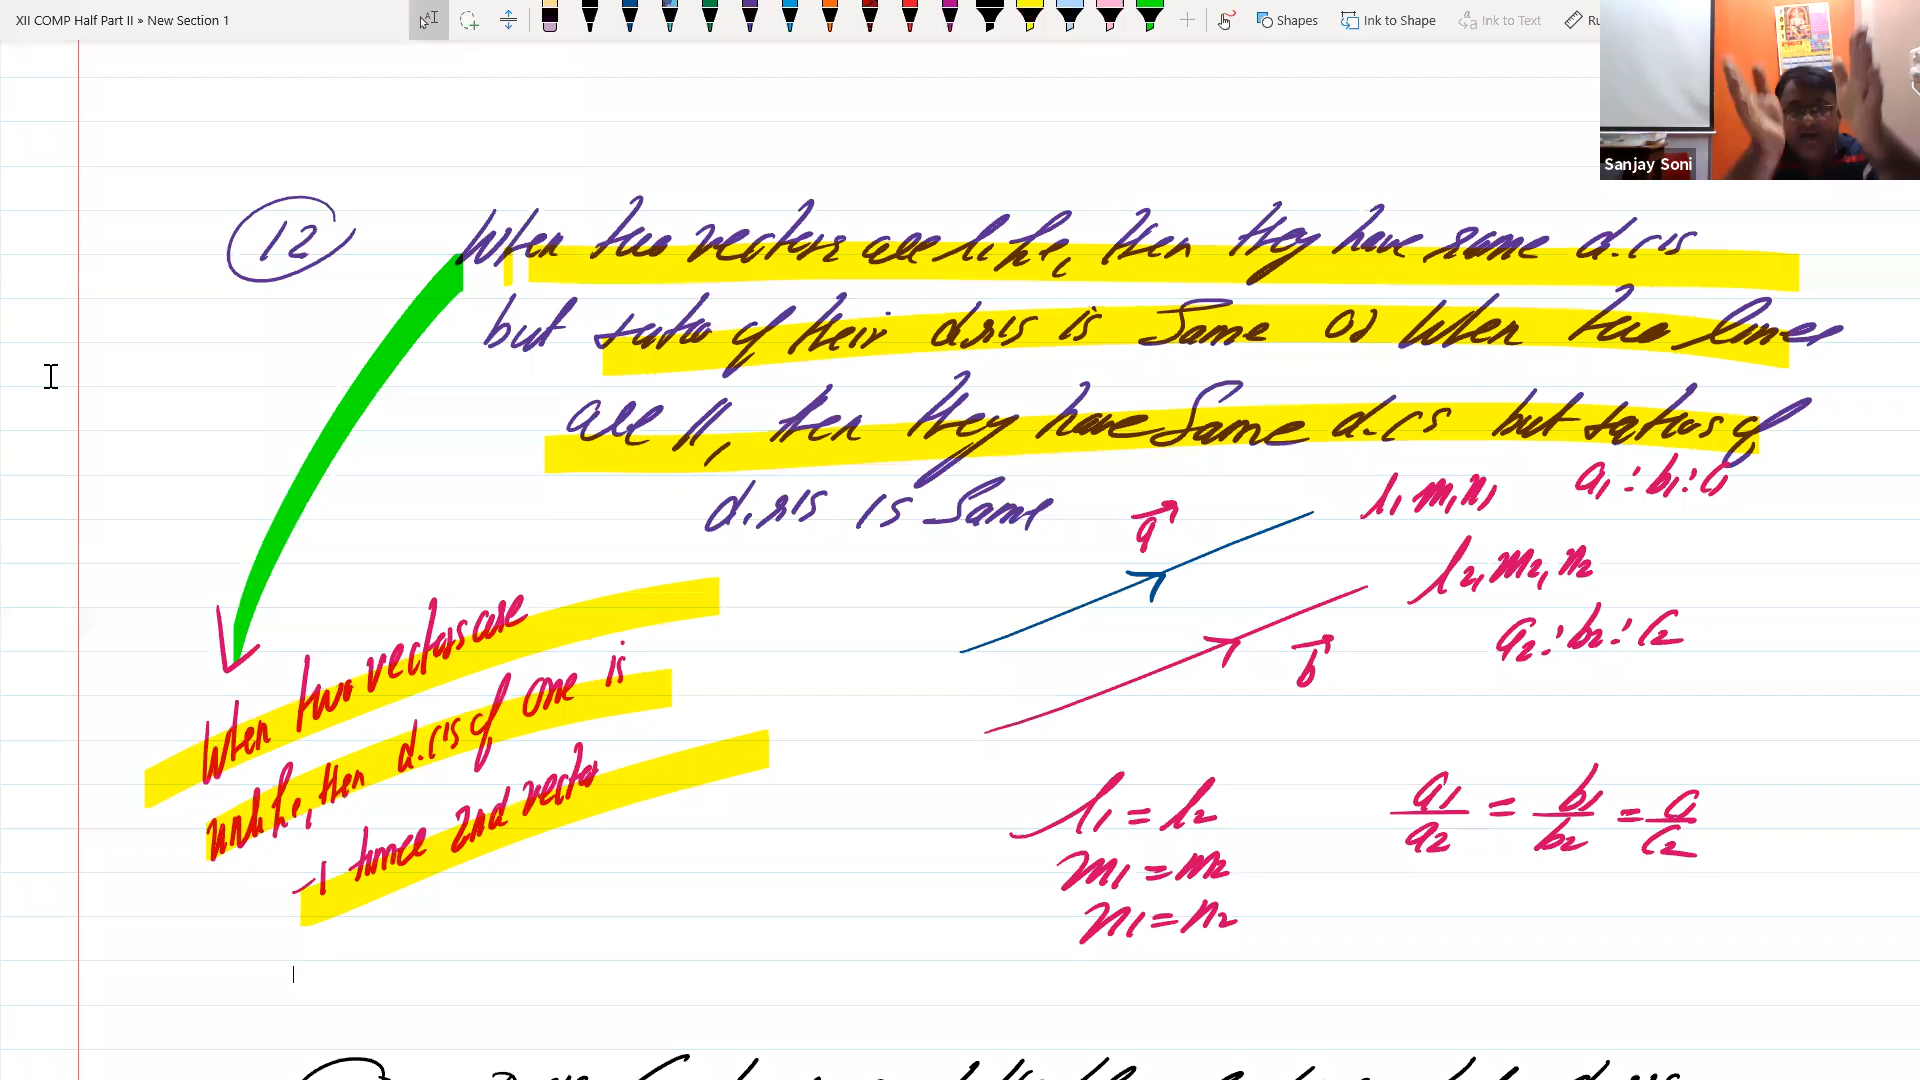 XII COMP Half Part II » New Section 1
Shapes
Ink to Shape
Ink to Text
Ru
Sanjay Soni
12
When two vectors are like, then they have same d.c's
but ratio of their d.r's is same or when two lines
are ||, then they have same d.c's but ratios of
d.r's is same
a
l1 m1 n1 a1 : b1 : c1
l2, m2, n2
a2 : b2 : c2
b
When two vectors are
unlike, then d.c's of one is
-1 times 2nd vector
l1 = l2
m1 = m2
n1 = n2
a1/a2 = b1/b2 = c1/c2